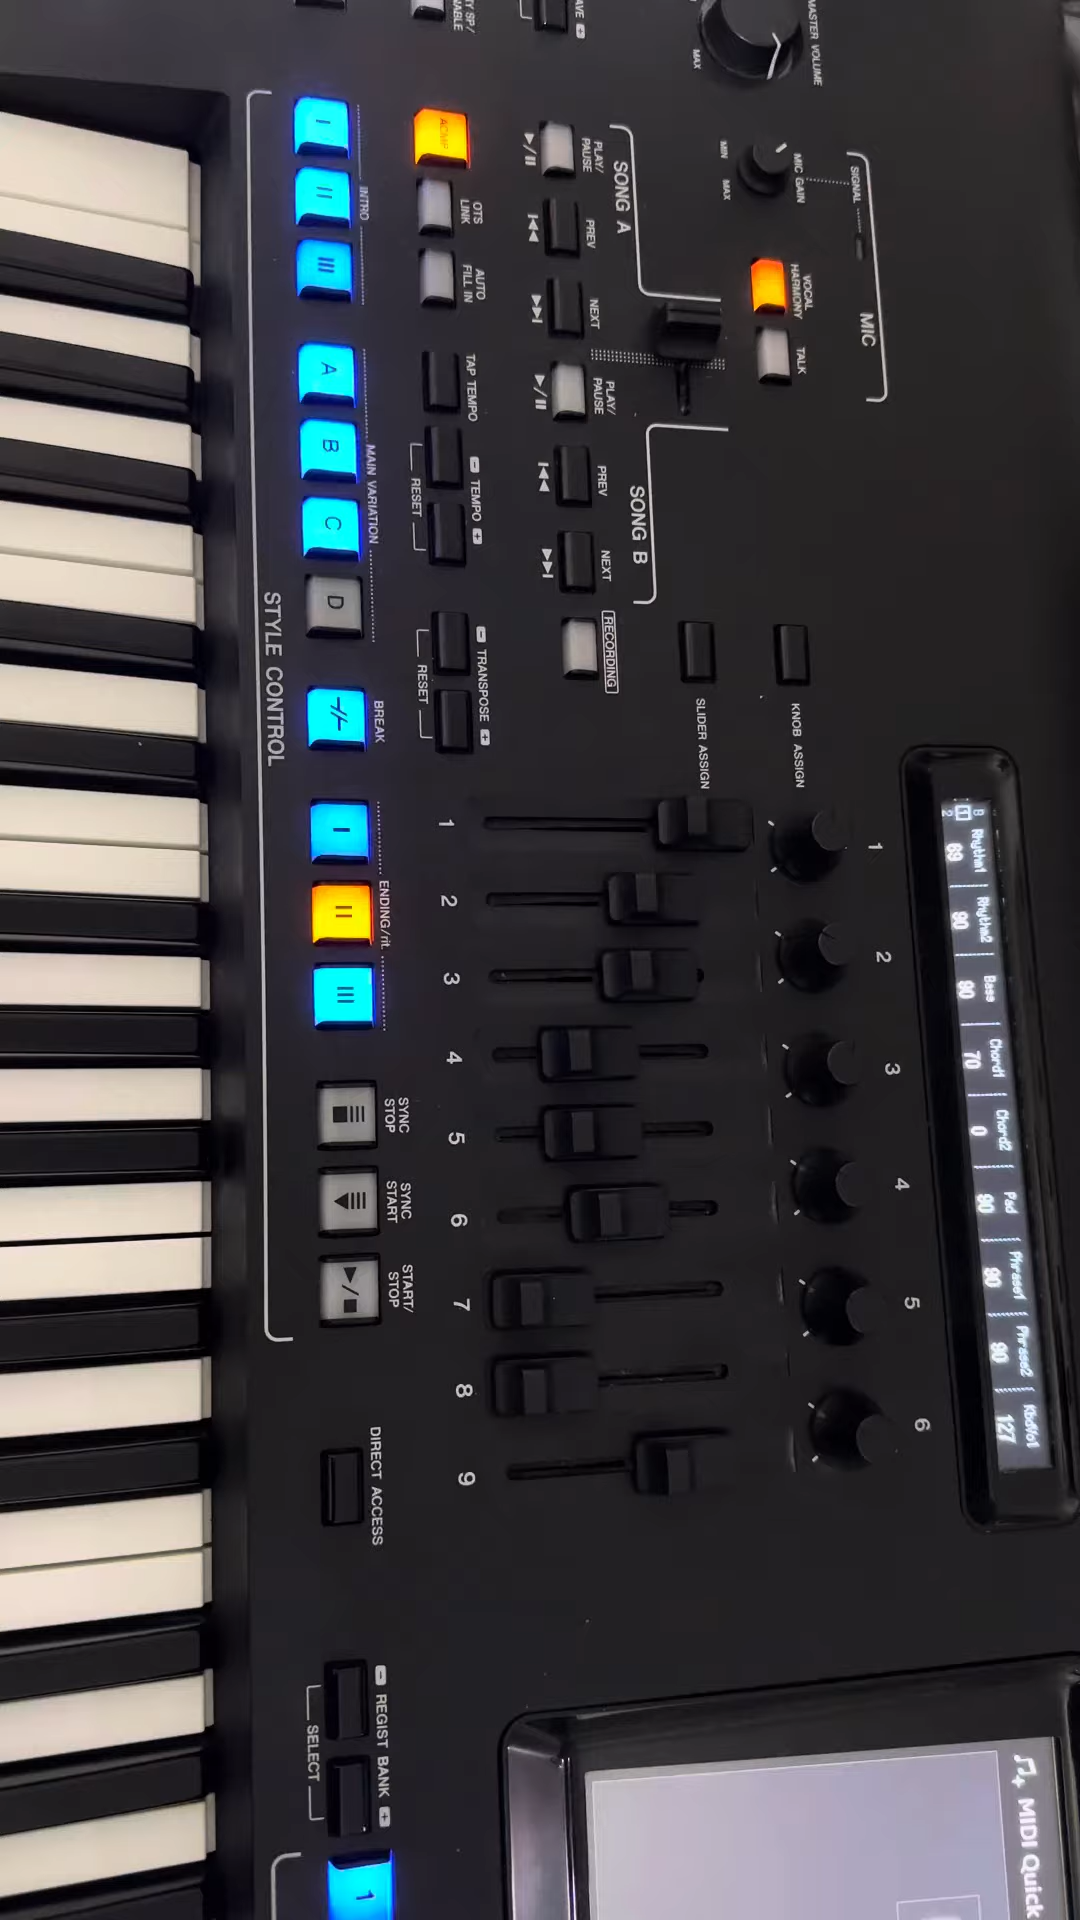 MASTER VOLUME
MAX
MIC GAIN
MIN
MAX
SIGNAL
VOCAL HARMONY
TALK
MIC
SONG A
PLAY/
PAUSE
PREV
NEXT
SONG B
PLAY/
PAUSE
PREV
NEXT
RECORDING
SLIDER ASSIGN
KNOB ASSIGN
ACMP
OTS
LINK
AUTO
FILL IN
TAP TEMPO
- TEMPO +
RESET
- TRANSPOSE +
RESET
INTRO
I II III
MAIN VARIATION
A B C D
BREAK
ENDING/rit.
I II III
SYNC
STOP
SYNC
START
START/
STOP
STYLE CONTROL
DIRECT ACCESS
- REGIST BANK +
SELECT
1
1 2 3 4 5 6
1 2 3 4 5 6 7 8 9
Rhythm1 Rhythm2 Bass Chord1 Chord2 Pad Phrase1 Phrase2 KbdVol
69 90 90 70 0 90 90 90 127
MIDI Quick